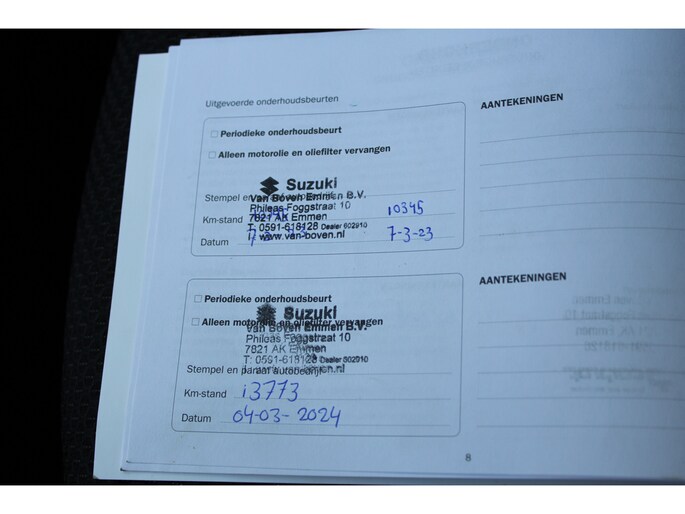 Uitgevoerde onderhoudsbeurten
Periodieke onderhoudsbeurt
Alleen motorolie en oliefilter vervangen
Suzuki
Stempel en
Van Boven Emmen B.V.
Phileas Foggstraat 10
Km-stand 7821 AK Emmen 10345
T: 0591-618128 Dealer 602910
Datum I: www.van-boven.nl 7-3-23
AANTEKENINGEN
Periodieke onderhoudsbeurt
Suzuki
Alleen motorolie en oliefilter vervangen
Van Boven Emmen B.V.
Phileas Foggstraat 10
7821 AK Emmen
T: 0591-618128 Dealer 602910
Stempel en paraaf autobedrijf
Km-stand 13773
Datum 04-03-2024
AANTEKENINGEN
8